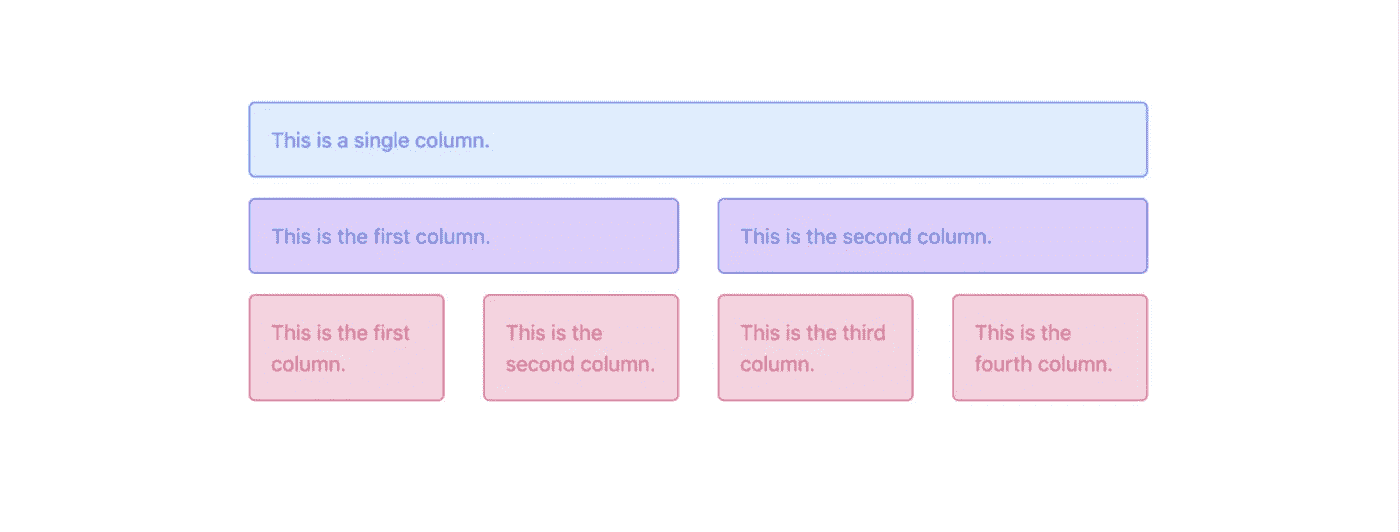 This is a single column.
This is the first column.
This is the second column.
This is the first
column.
This is the
second column.
This is the third
column.
This is the
fourth column.